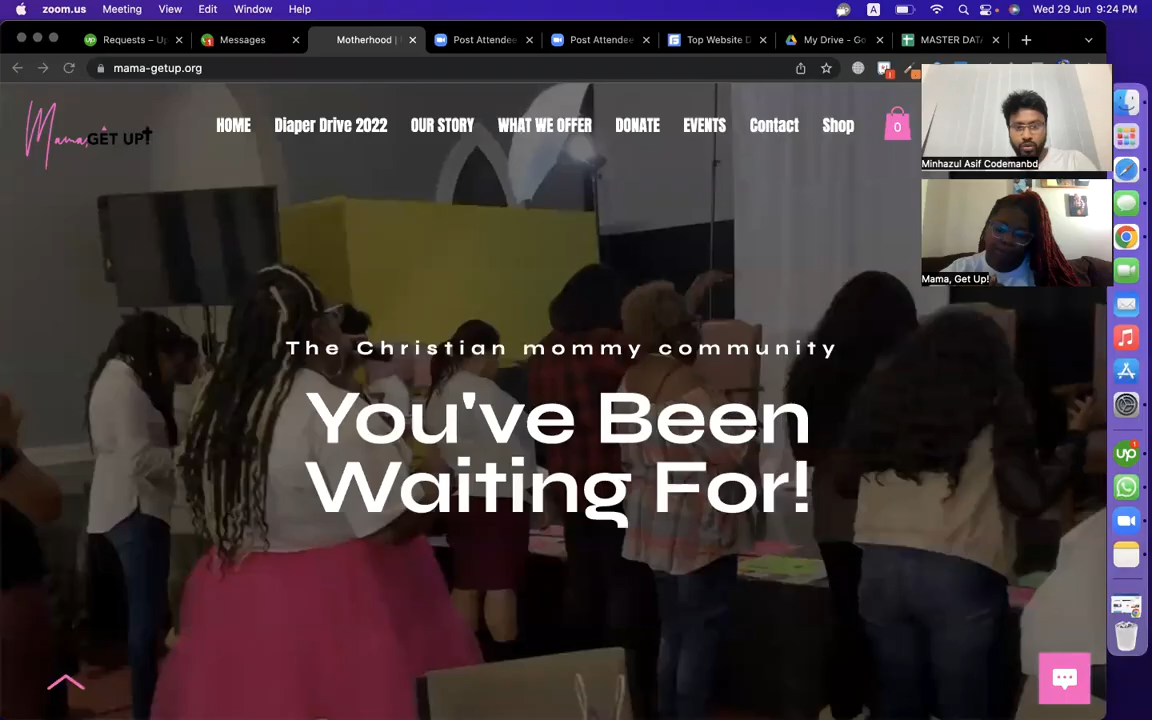 zoom.us Meeting View Edit Window Help A Wed 29 Jun 9:24 PM
Requests – Up Messages Motherhood | Post Attendee Post Attendee Top Website D My Drive - Go MASTER DATA
mama-getup.org
Mama, GET UP!
HOME Diaper Drive 2022 OUR STORY WHAT WE OFFER DONATE EVENTS Contact Shop 0
Minhazul Asif Codemanbd
Mama, Get Up!
The Christian mommy community
You've Been
Waiting For!
up 1